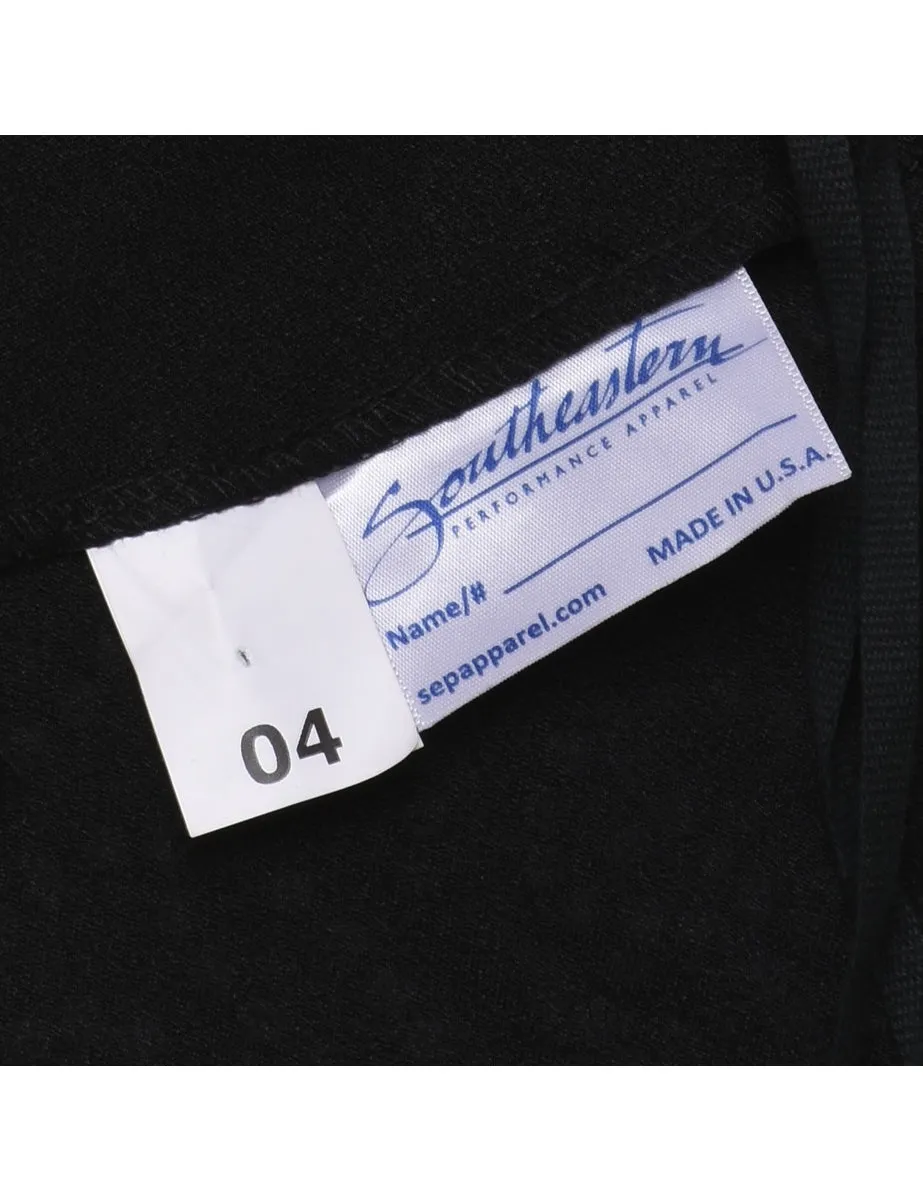 Southeastern
PERFORMANCE APPAREL
Name/#
MADE IN U.S.A.
sepapparel.com
04